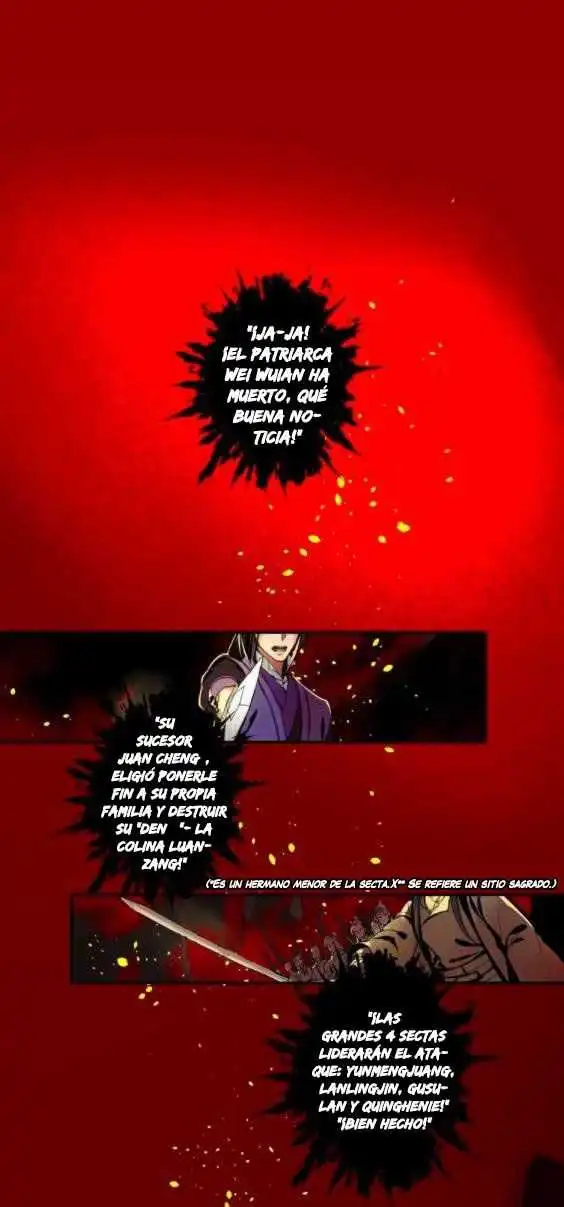 "¡JA-JA!
¡EL PATRIARCA
WEI WUIAN HA
MUERTO, QUÉ
BUENA NO-
TICIA!"
"SU
SUCESOR
JUAN CHENG ,
ELIGIÓ PONERLE
FIN A SU PROPIA
FAMILIA Y DESTRUIR
SU "DEN   "- LA
COLINA LUAN-
ZANG!"
(*ES UN HERMANO MENOR DE LA SECTA.X** SE REFIERE UN SITIO SAGRADO.)
"¡LAS
GRANDES 4 SECTAS
LIDERARÁN EL ATA-
QUE: YUNMENGJUANG,
LANLINGJIN, GUSU-
LAN Y QUINGHENIE!"
"¡BIEN HECHO!"